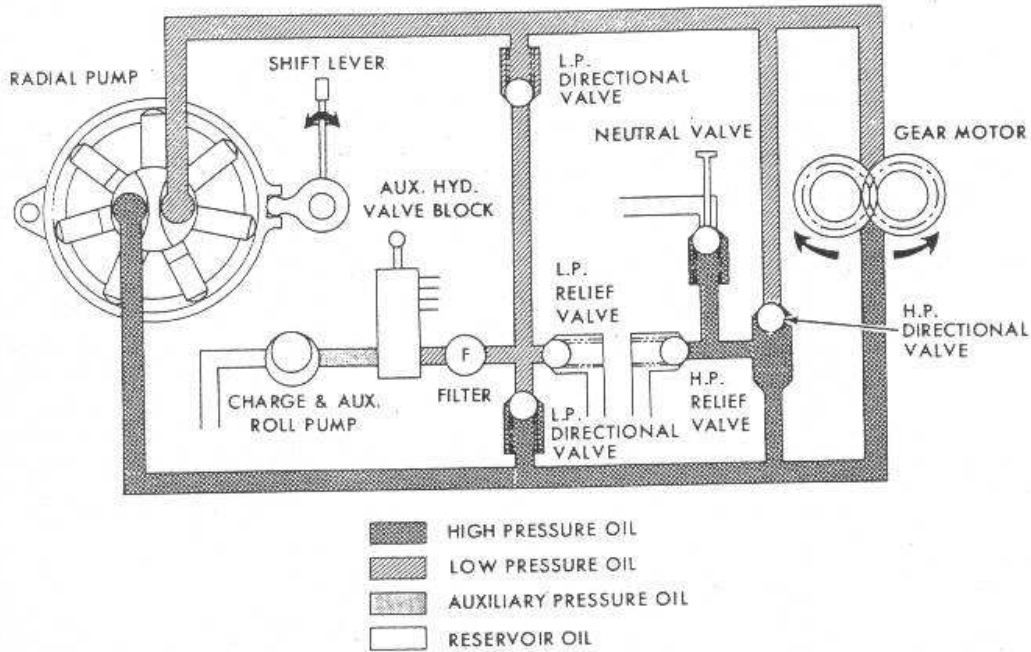 RADIAL PUMP
SHIFT LEVER
L.P.
DIRECTIONAL
VALVE
NEUTRAL VALVE
GEAR MOTOR
AUX. HYD.
VALVE BLOCK
L.P.
RELIEF
VALVE
H.P.
DIRECTIONAL
VALVE
F
FILTER
CHARGE & AUX.
ROLL PUMP
L.P.
DIRECTIONAL
VALVE
H.P.
RELIEF
VALVE
HIGH PRESSURE OIL
LOW PRESSURE OIL
AUXILIARY PRESSURE OIL
RESERVOIR OIL